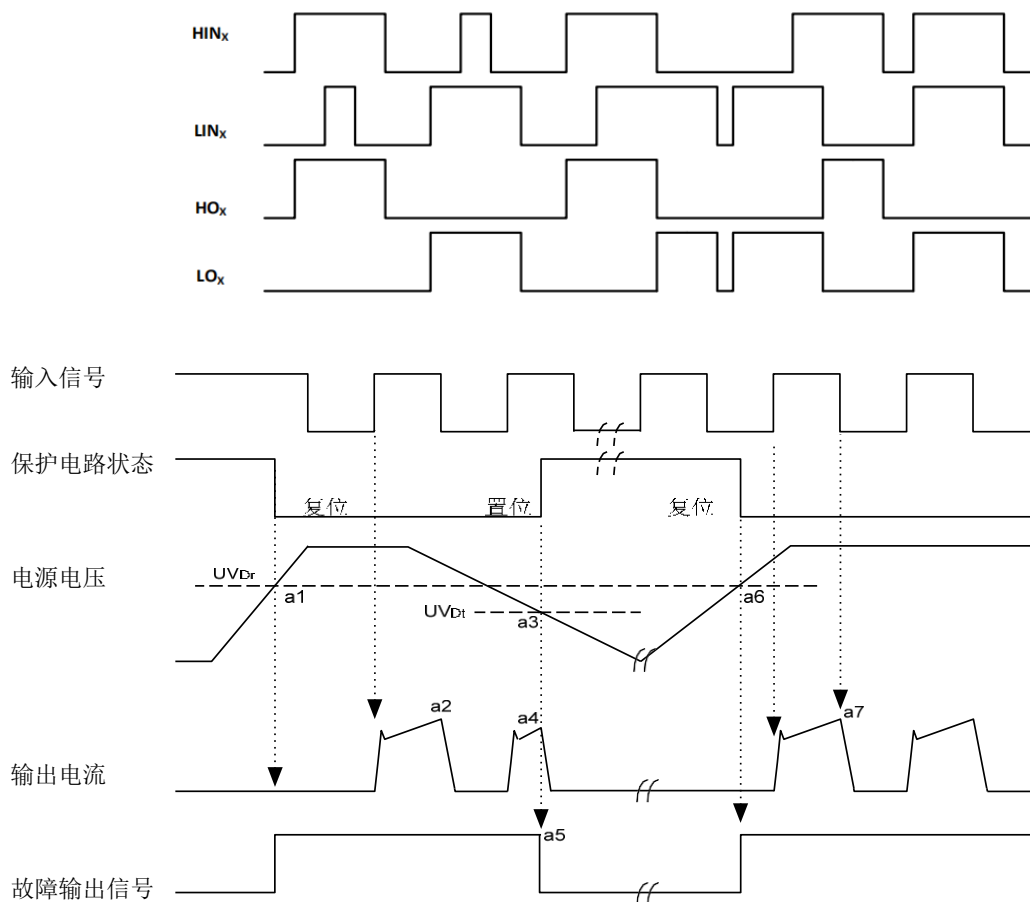 HINX
LINX
HOX
LOX
输入信号
保护电路状态
复位 置位 复位
电源电压
UVDr
a1
a6
UVDt
a3
a2
a4
a7
输出电流
a5
故障输出信号